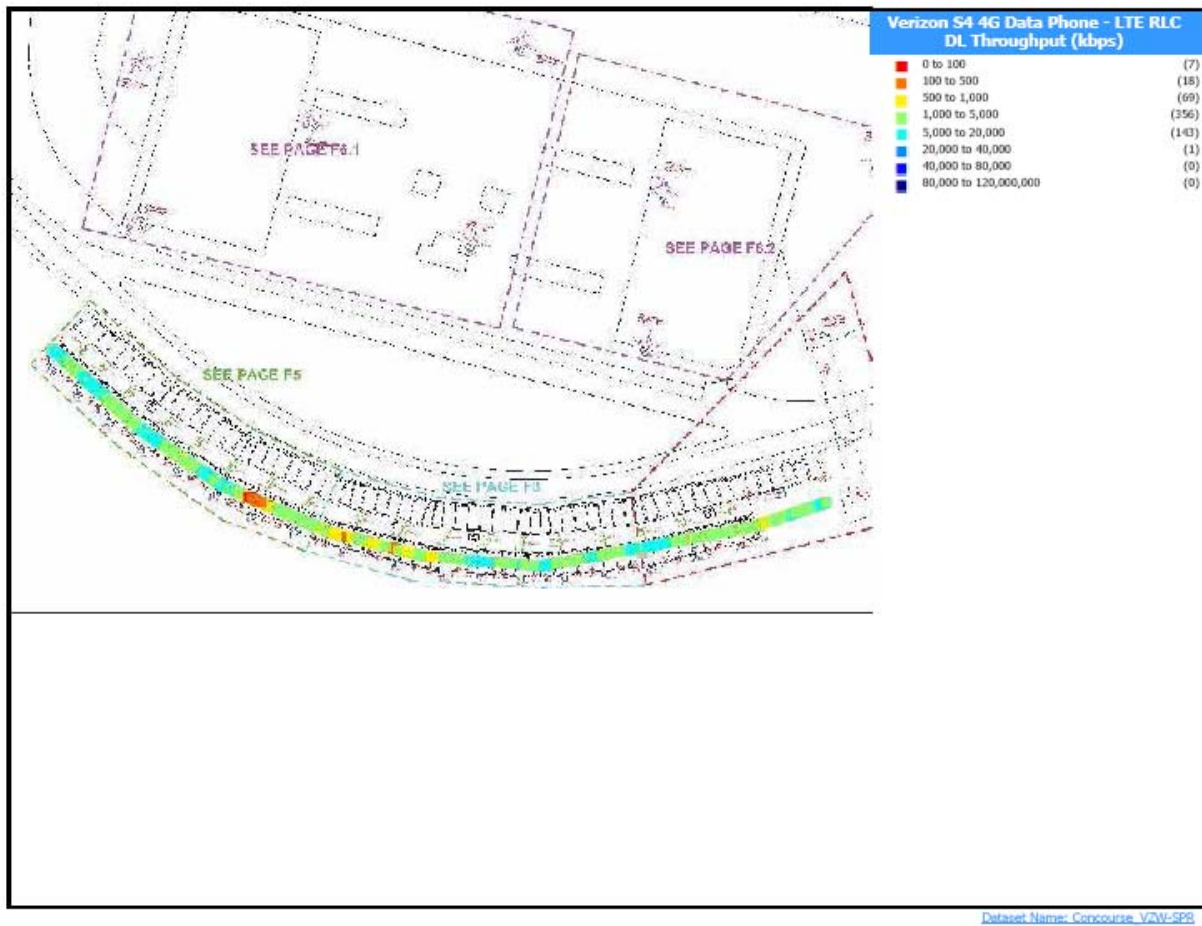 Verizon S4 4G Data Phone - LTE RLC
DL Throughput (kbps)
0 to 100 (7)
100 to 500 (18)
500 to 1,000 (69)
1,000 to 5,000 (356)
5,000 to 20,000 (143)
20,000 to 40,000 (1)
40,000 to 80,000 (0)
80,000 to 120,000,000 (0)
SEE PAGE F6.1
SEE PAGE F6.2
SEE PAGE F5
SEE PAGE F3
Dataset Name: Concourse_VZW-SPR